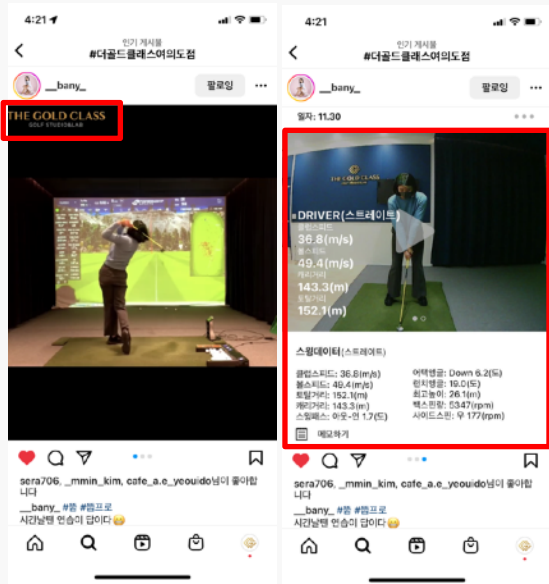 4:21
인기 게시물
#더골드클래스여의도점
__bany_
팔로잉
THE GOLD CLASS
GOLF STUDIO&LAB
sera706, _mmin_kim, cafe_a.e_yeouido님이 좋아합
니다
__bany_ #쫌 #쫌프로
시간날땐 연습이 답이다
4:21
인기 게시물
#더골드클래스여의도점
__bany_
팔로잉
일자: 11.30
THE GOLD CLASS
DRIVER(스트레이트)
클럽스피드
36.8(m/s)
볼스피드
49.4(m/s)
캐리거리
143.3(m)
토탈거리
152.1(m)
스윙데이터(스트레이트)
클럽스피드: 36.8(m/s) 어택앵글: Down 6.2(도)
볼스피드: 49.4(m/s) 런치앵글: 19.0(도)
토탈거리: 152.1(m) 최고높이: 26.1(m)
캐리거리: 143.3(m) 백스핀량: 5347(rpm)
스윙패스: 아웃-인 1.7(도) 사이드스핀: 우 177(rpm)
메모하기
sera706, _mmin_kim, cafe_a.e_yeouido님이 좋아합
니다
__bany_ #쫌 #쫌프로
시간날땐 연습이 답이다